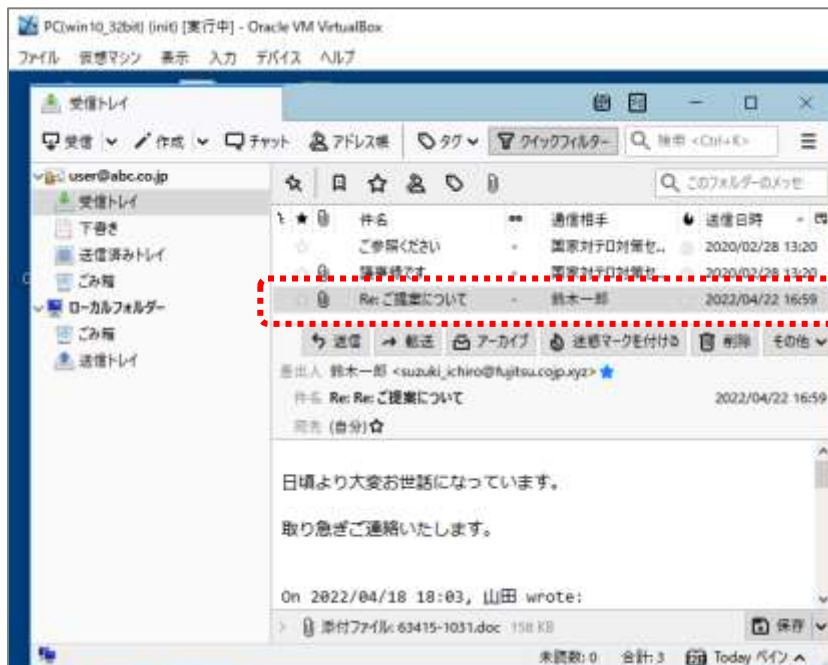 PC(win10_32bit) (init) [実行中] - Oracle VM VirtualBox
ファイル 仮想マシン 表示 入力 デバイス ヘルプ
受信トレイ
受信 作成 チャット アドレス帳 タグ クイックフィルター 検索 <Ctrl+K>
user@abc.co.jp
受信トレイ
下書き
送信済みトレイ
ごみ箱
ローカルフォルダー
ごみ箱
送信トレイ
このフォルダーのメッセ
件名 通信相手 送信日時
ご参照ください 国家対テロ対策セ... 2020/02/28 13:20
議事録です 国家対テロ対策セ... 2020/02/28 13:20
Re: ご提案について 鈴木一郎 2022/04/22 16:59
返信 転送 アーカイブ 迷惑マークを付ける 削除 その他
差出人 鈴木一郎 <suzuki_ichiro@fujitsu.cojp.xyz>
件名 Re: Re: ご提案について 2022/04/22 16:59
宛先 (自分)
日頃より大変お世話になっています。
取り急ぎご連絡いたします。
On 2022/04/18 18:03, 山田 wrote:
添付ファイル: 63415-1031.doc 158 KB 保存
未読数: 0 合計: 3 Today ペイン